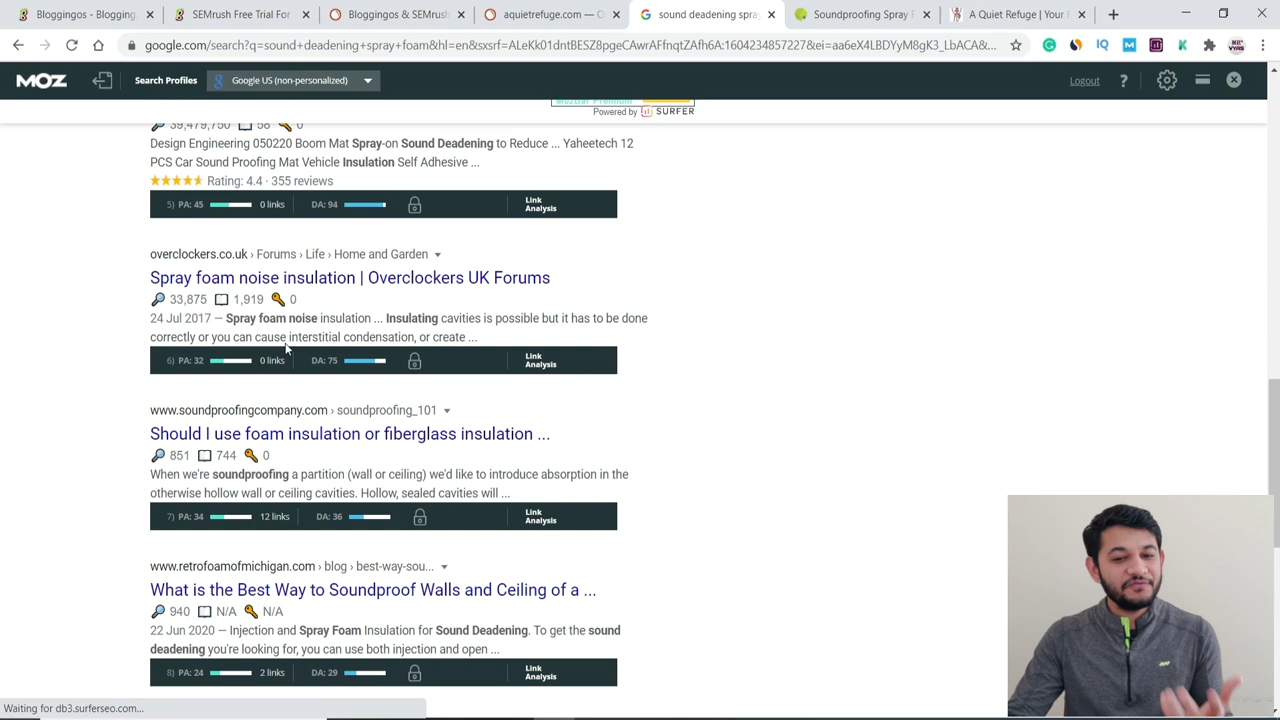 Bloggingos - Blogging,
SEMrush Free Trial For
Bloggingos & SEMrush
aquietrefuge.com — O
sound deadening spray
Soundproofing Spray F
A Quiet Refuge | Your F
google.com/search?q=sound+deadening+spray+foam&hl=en&sxsrf=ALeKk01dntBESZ8pgeCAwrAFfnqtZAfh6A:1604234857227&ei=aa6eX4LBDYyM8gK3_LbACA&...
MOZ
Search Profiles
Google US (non-personalized)
Logout
MozBar Premium
Powered by SURFER
39,479,750 58 0
Design Engineering 050220 Boom Mat Spray-on Sound Deadening to Reduce ... Yaheetech 12
PCS Car Sound Proofing Mat Vehicle Insulation Self Adhesive ...
Rating: 4.4 · 355 reviews
5) PA: 45 0 links DA: 94 Link Analysis
overclockers.co.uk › Forums › Life › Home and Garden
Spray foam noise insulation | Overclockers UK Forums
33,875 1,919 0
24 Jul 2017 — Spray foam noise insulation ... Insulating cavities is possible but it has to be done
correctly or you can cause interstitial condensation, or create ...
6) PA: 32 0 links DA: 75 Link Analysis
www.soundproofingcompany.com › soundproofing_101
Should I use foam insulation or fiberglass insulation ...
851 744 0
When we're soundproofing a partition (wall or ceiling) we'd like to introduce absorption in the
otherwise hollow wall or ceiling cavities. Hollow, sealed cavities will ...
7) PA: 34 12 links DA: 36 Link Analysis
www.retrofoamofmichigan.com › blog › best-way-sou...
What is the Best Way to Soundproof Walls and Ceiling of a ...
940 N/A N/A
22 Jun 2020 — Injection and Spray Foam Insulation for Sound Deadening. To get the sound
deadening you're looking for, you can use both injection and open ...
8) PA: 24 2 links DA: 29 Link Analysis
Waiting for db3.surferseo.com...